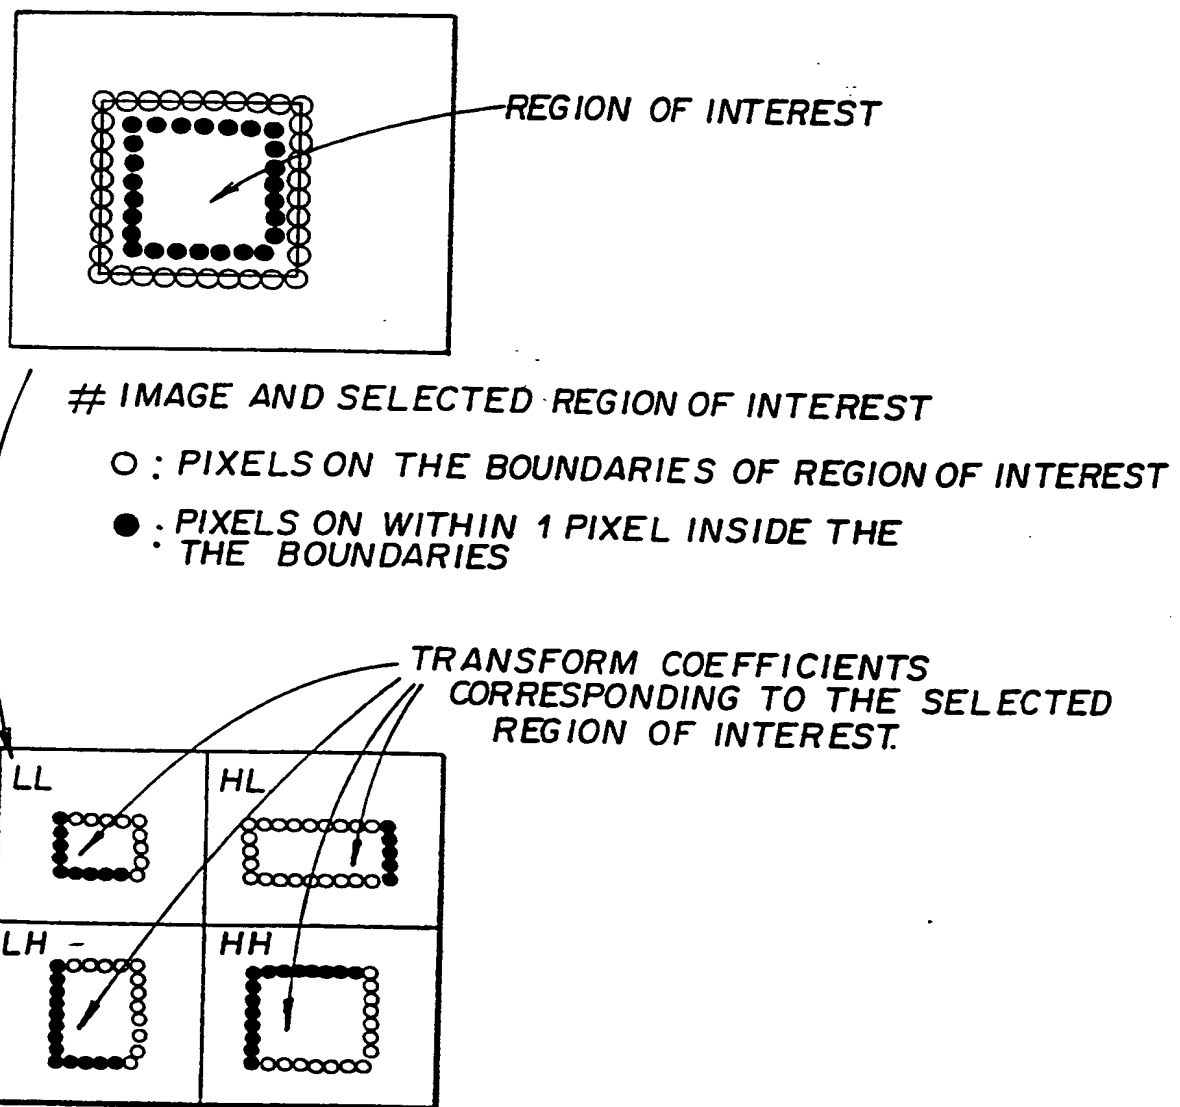 REGION OF INTEREST
# IMAGE AND SELECTED REGION OF INTEREST
○ : PIXELS ON THE BOUNDARIES OF REGION OF INTEREST
● : PIXELS ON WITHIN 1 PIXEL INSIDE THE
THE BOUNDARIES
TRANSFORM COEFFICIENTS
CORRESPONDING TO THE SELECTED
REGION OF INTEREST.
LL
HL
LH
HH